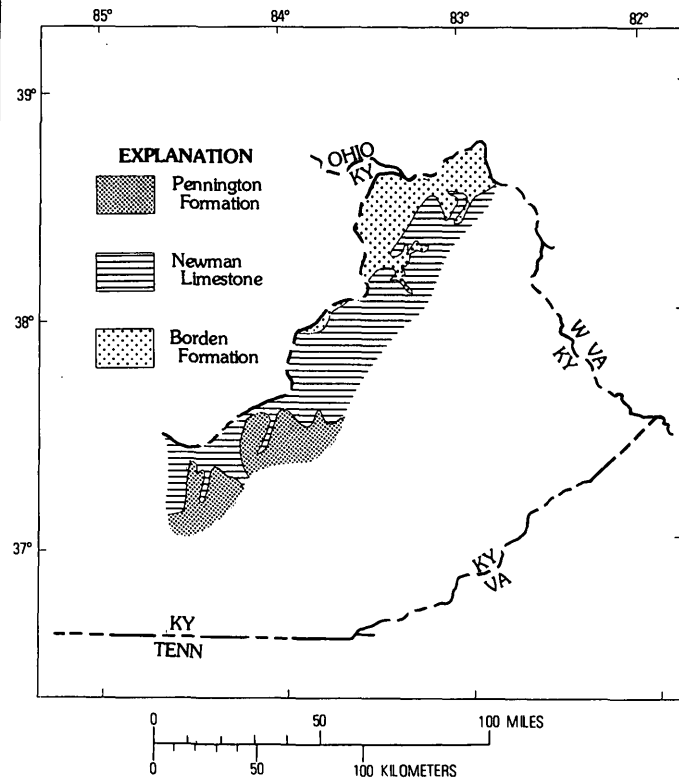 85° 84° 83° 82°
39°
38°
37°
EXPLANATION
Pennington
Formation
Newman
Limestone
Borden
Formation
OHIO
KY
W VA
KY
KY
VA
KY
TENN
0 50 100 MILES
0 50 100 KILOMETERS